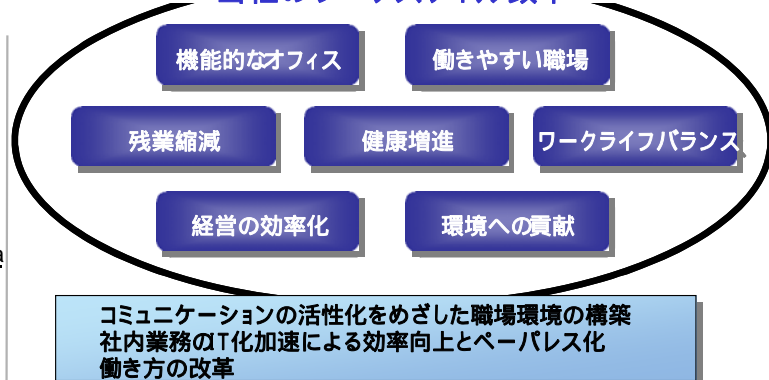 機能的なオフィス
働きやすい職場
残業縮減
健康増進
ワークライフバランス
経営の効率化
環境への貢献
コミュニケーションの活性化をめざした職場環境の構築
社内業務のIT化加速による効率向上とペーパレス化
働き方の改革